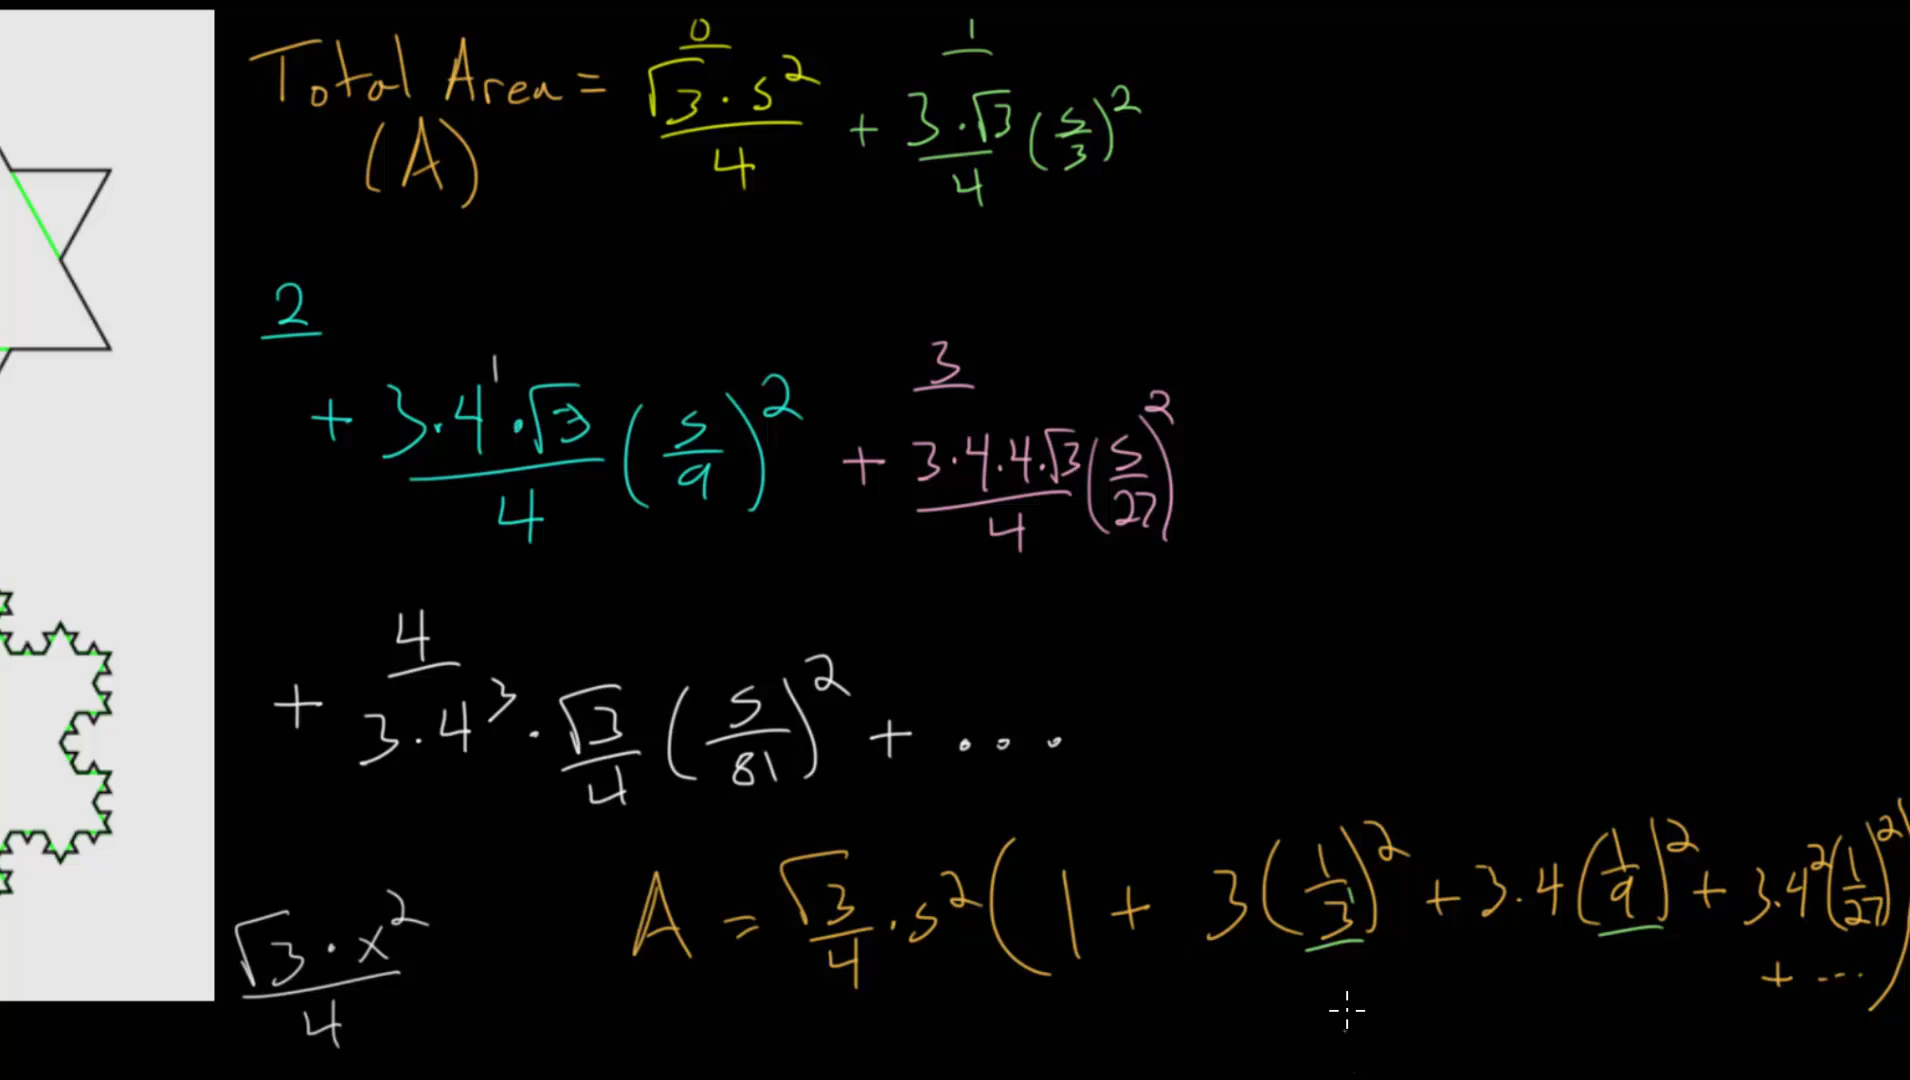 Total Area = 0 √3 · s² / 4 + 1 3 · √3 / 4 (s/3)²
(A)
2
+ 3 · 4¹ · √3 / 4 (s/9)² + 3 3 · 4 · 4 · √3 / 4 (s/27)²
4
+ 3 · 4³ · √3 / 4 (s/81)² + ...
√3 · x² / 4
A = √3 / 4 · s² (1 + 3(1/3¹)² + 3 · 4(1/9)² + 3 · 4²(1/27)² + ...)